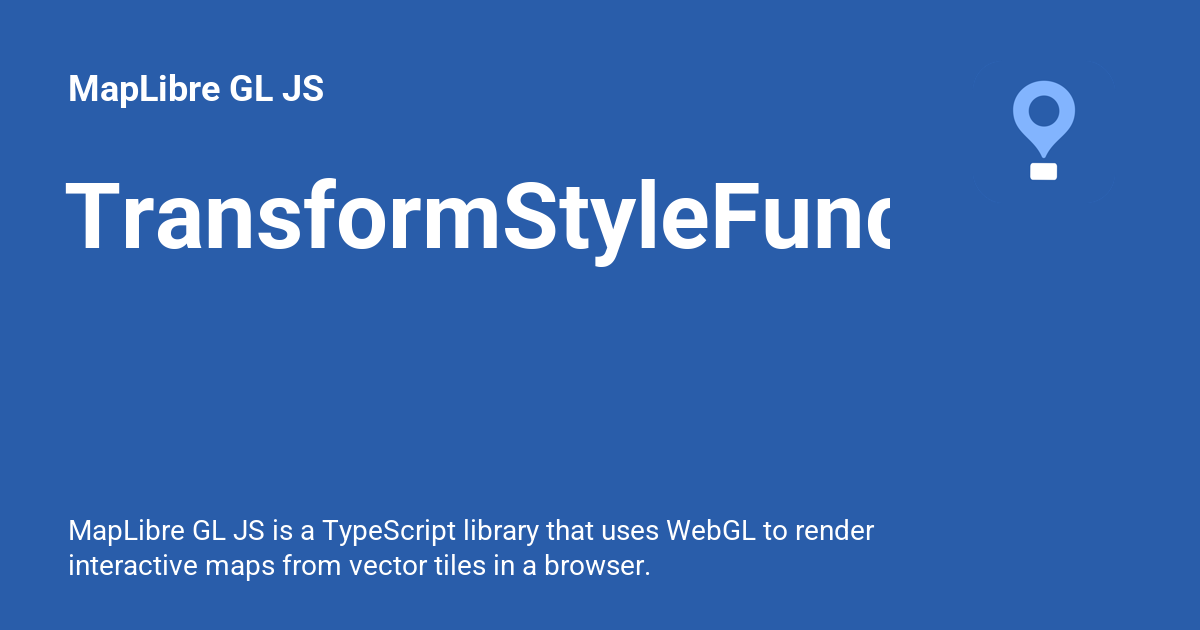 MapLibre GL JS
TransformStyleFunc
MapLibre GL JS is a TypeScript library that uses WebGL to render
interactive maps from vector tiles in a browser.